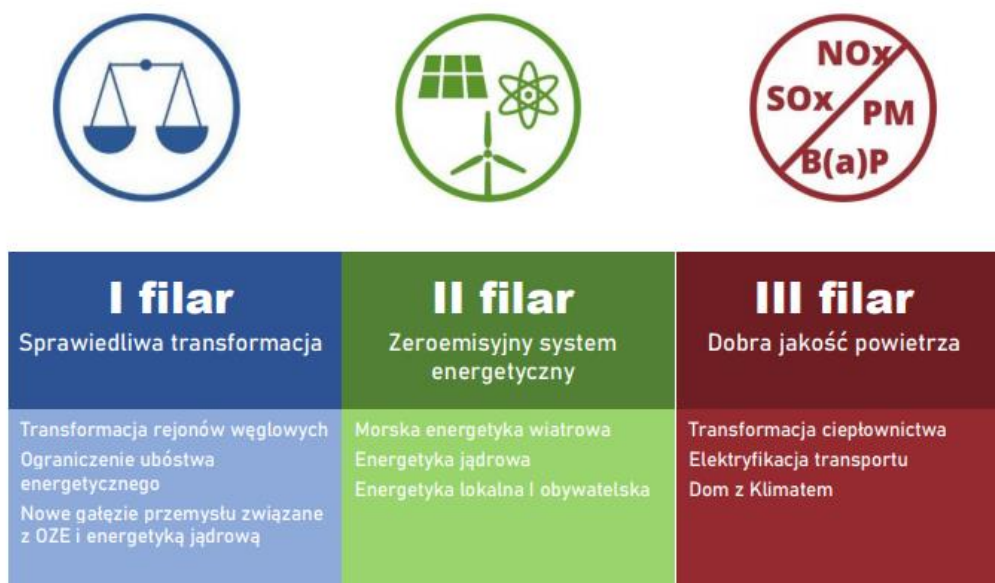 NOx
SOx
PM
B(a)P
I filar
Sprawiedliwa transformacja
Transformacja rejonów węglowych
Ograniczenie ubóstwa
energetycznego
Nowe gałęzie przemysłu związane
z OZE i energetyką jądrową
II filar
Zeroemisyjny system
energetyczny
Morska energetyka wiatrowa
Energetyka jądrowa
Energetyka lokalna I obywatelska
III filar
Dobra jakość powietrza
Transformacja ciepłownictwa
Elektryfikacja transportu
Dom z Klimatem